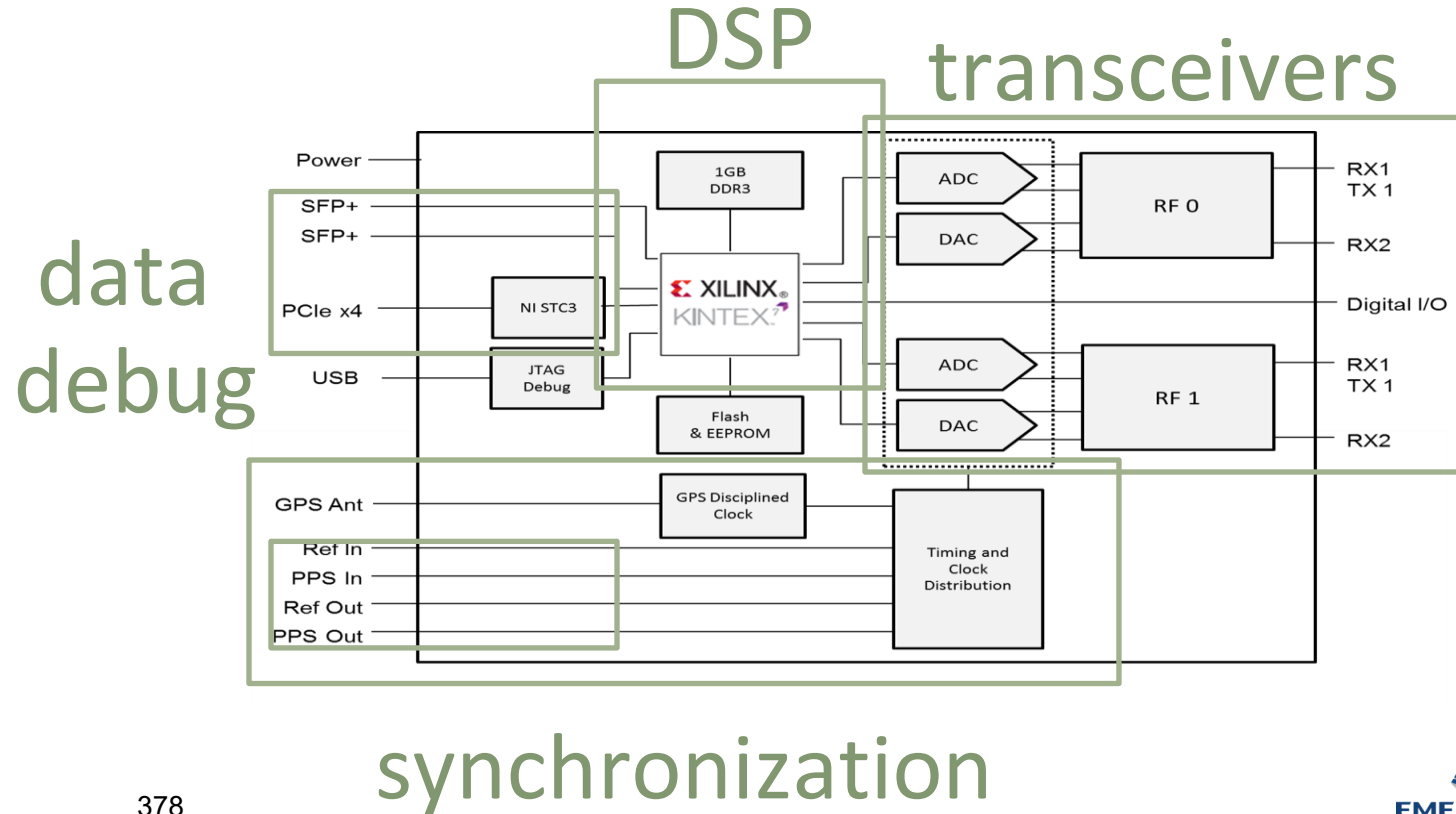 DSP
transceivers
data
debug
synchronization
Power
SFP+
SFP+
PCIe x4
USB
GPS Ant
Ref In
PPS In
Ref Out
PPS Out
1GB
DDR3
XILINX®
KINTEX™7
NI STC3
JTAG
Debug
Flash
& EEPROM
GPS Disciplined
Clock
Timing and
Clock
Distribution
ADC
DAC
RF 0
ADC
DAC
RF 1
RX1
TX 1
RX2
Digital I/O
RX1
TX 1
RX2
378